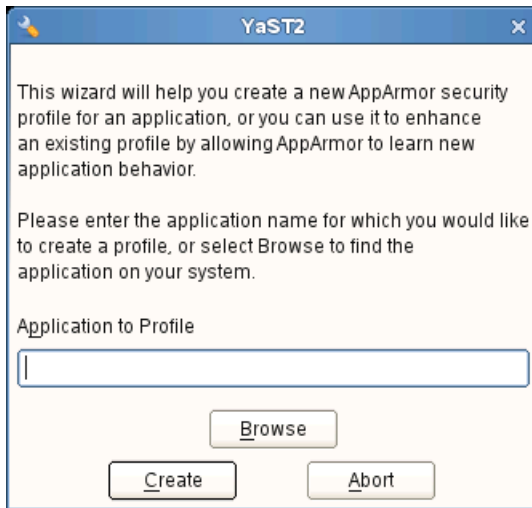 YaST2
This wizard will help you create a new AppArmor security
profile for an application, or you can use it to enhance
an existing profile by allowing AppArmor to learn new
application behavior.
Please enter the application name for which you would like
to create a profile, or select Browse to find the
application on your system.
Application to Profile
Browse
Create
Abort